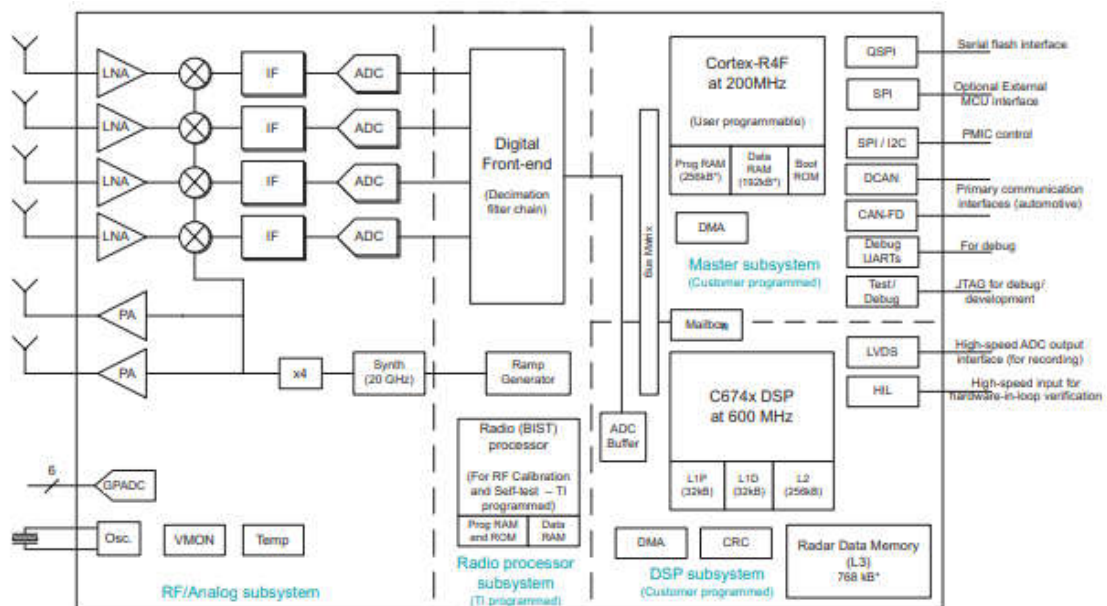 LNA
IF
ADC
LNA
IF
ADC
LNA
IF
ADC
LNA
IF
ADC
PA
PA
x4
Synth
(20 GHz)
Ramp
Generator
6
GPADC
Osc.
VMON
Temp
RF/Analog subsystem
Digital
Front-end
(Decimation
filter chain)
Radio (BIST)
processor
(For RF Calibration
and Self-test – TI
programmed)
Prog RAM
and ROM
Data
RAM
Radio processor
subsystem
(TI programmed)
ADC
Buffer
Bus Matrix
Cortex-R4F
at 200MHz
(User programmable)
Prog RAM
(256kB*)
Data
RAM
(192kB*)
Boot
ROM
DMA
Master subsystem
(Customer programmed)
Mailbox
C674x DSP
at 600 MHz
L1P
(32kB)
L1D
(32kB)
L2
(256kB)
DMA
CRC
DSP subsystem
(Customer programmed)
Radar Data Memory
(L3)
768 kB*
QSPI
Serial flash interface
SPI
Optional External
MCU interface
SPI / I2C
PMIC control
DCAN
CAN-FD
Primary communication
interfaces (automotive)
Debug
UARTs
For debug
Test/
Debug
JTAG for debug/
development
LVDS
High-speed ADC output
interface (for recording)
HIL
High-speed input for
hardware-in-loop verification